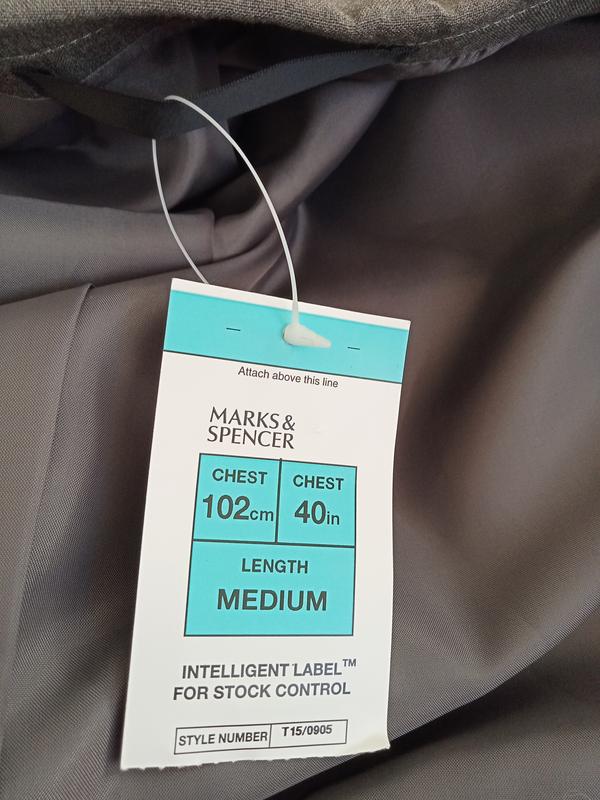 Attach above this line
MARKS &
SPENCER
CHEST CHEST
102cm 40in
LENGTH
MEDIUM
INTELLIGENT LABEL™
FOR STOCK CONTROL
STYLE NUMBER T15/0905